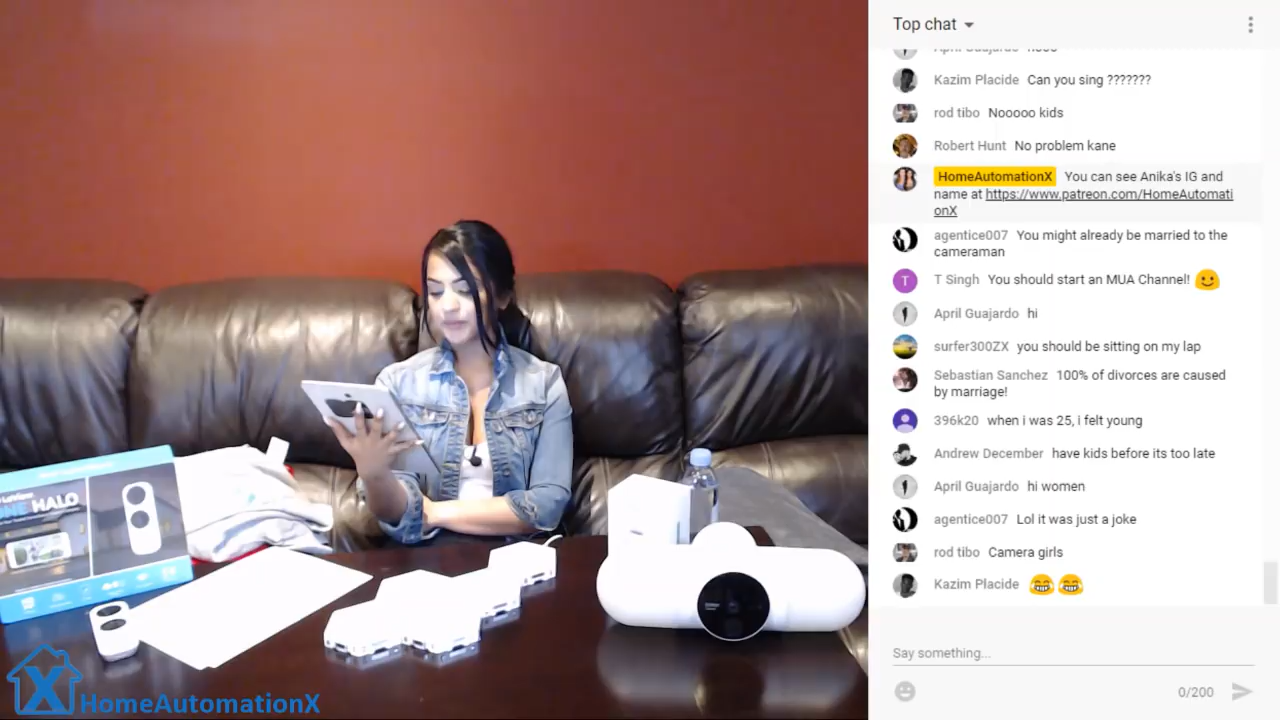 Top chat
Kazim Placide Can you sing ???????
rod tibo Nooooo kids
Robert Hunt No problem kane
HomeAutomationX You can see Anika's IG and
name at https://www.patreon.com/HomeAutomati
onX
agentice007 You might already be married to the
cameraman
T Singh You should start an MUA Channel!
T
April Guajardo hi
surfer300ZX you should be sitting on my lap
Sebastian Sanchez 100% of divorces are caused
by marriage!
396k20 when i was 25, i felt young
Andrew December have kids before its too late
April Guajardo hi women
agentice007 Lol it was just a joke
rod tibo Camera girls
Kazim Placide
Say something...
0/200
ONE HALO
X HomeAutomationX